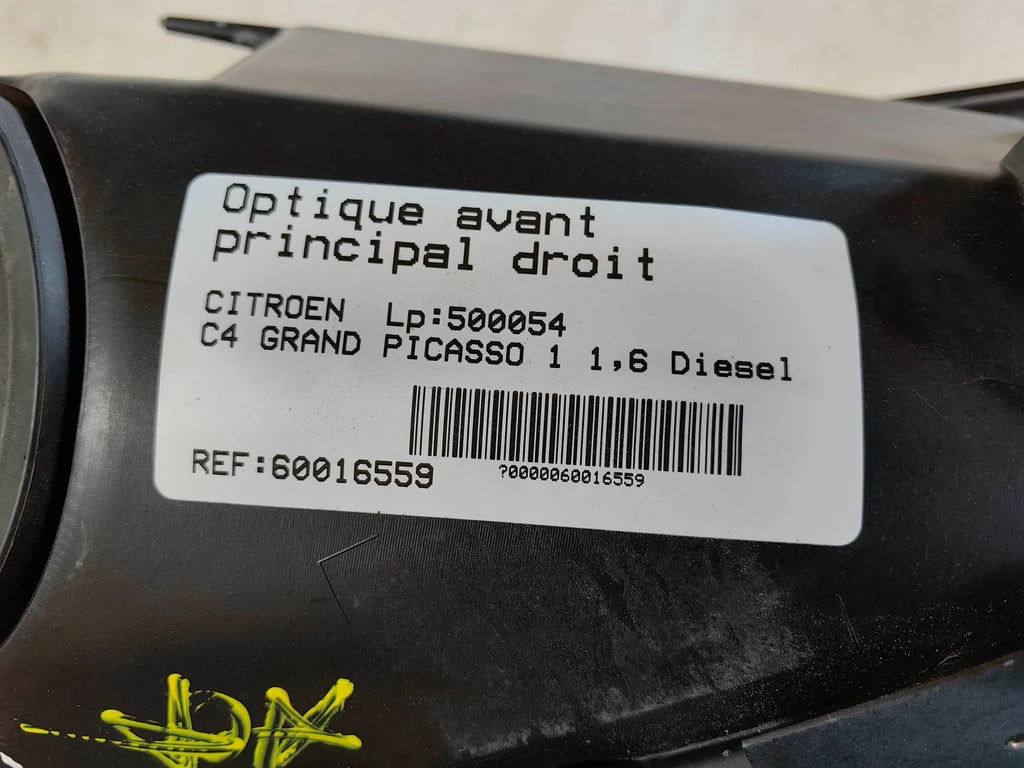 Optique avant
principal droit
CITROEN Lp:500054
C4 GRAND PICASSO 1 1,6 Diesel
?0000060016559
REF:60016559